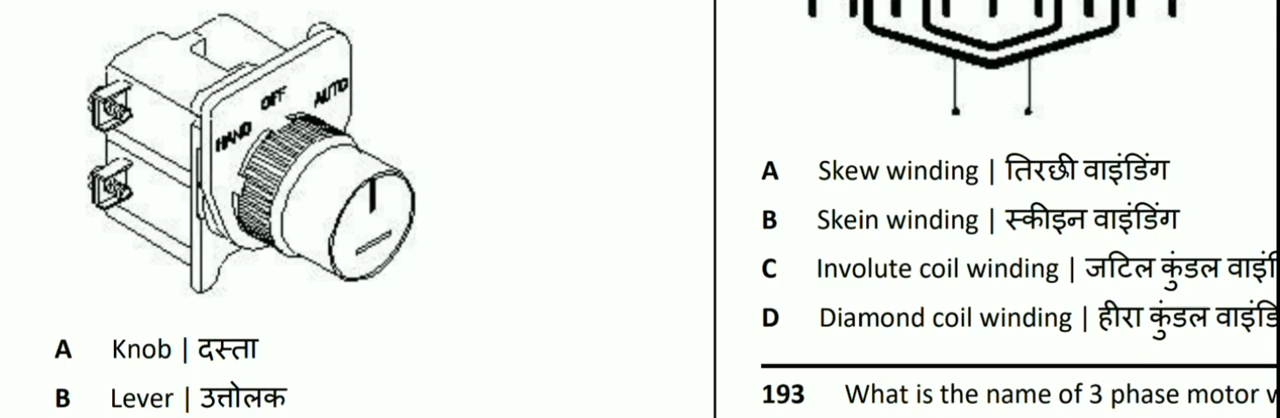 HAND OFF AUTO
A Knob | दस्ता
B Lever | उत्तोलक
A Skew winding | तिरछी वाइंडिंग
B Skein winding | स्कीइन वाइंडिंग
C Involute coil winding | जटिल कुंडल
D Diamond coil winding | हीरा कुंडल
193 What is the name of 3 phase motor